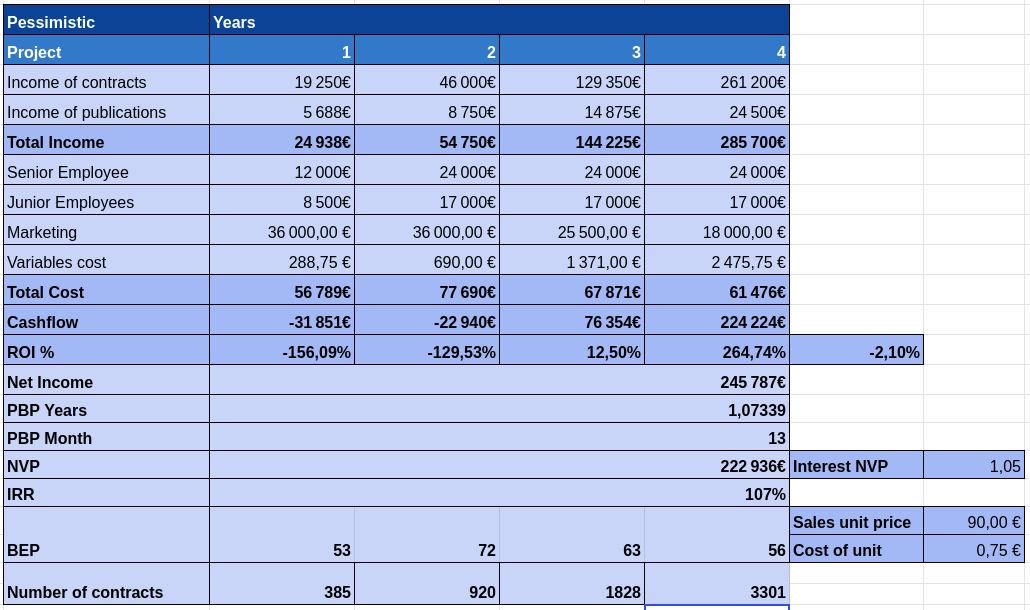 Pessimistic Years
Project 1 2 3 4
Income of contracts 19 250€ 46 000€ 129 350€ 261 200€
Income of publications 5 688€ 8 750€ 14 875€ 24 500€
Total Income 24 938€ 54 750€ 144 225€ 285 700€
Senior Employee 12 000€ 24 000€ 24 000€ 24 000€
Junior Employees 8 500€ 17 000€ 17 000€ 17 000€
Marketing 36 000,00 € 36 000,00 € 25 500,00 € 18 000,00 €
Variables cost 288,75 € 690,00 € 1 371,00 € 2 475,75 €
Total Cost 56 789€ 77 690€ 67 871€ 61 476€
Cashflow -31 851€ -22 940€ 76 354€ 224 224€
ROI % -156,09% -129,53% 12,50% 264,74% -2,10%
Net Income 245 787€
PBP Years 1,07339
PBP Month 13
NVP 222 936€ Interest NVP 1,05
IRR 107%
Sales unit price 90,00 €
BEP 53 72 63 56 Cost of unit 0,75 €
Number of contracts 385 920 1828 3301